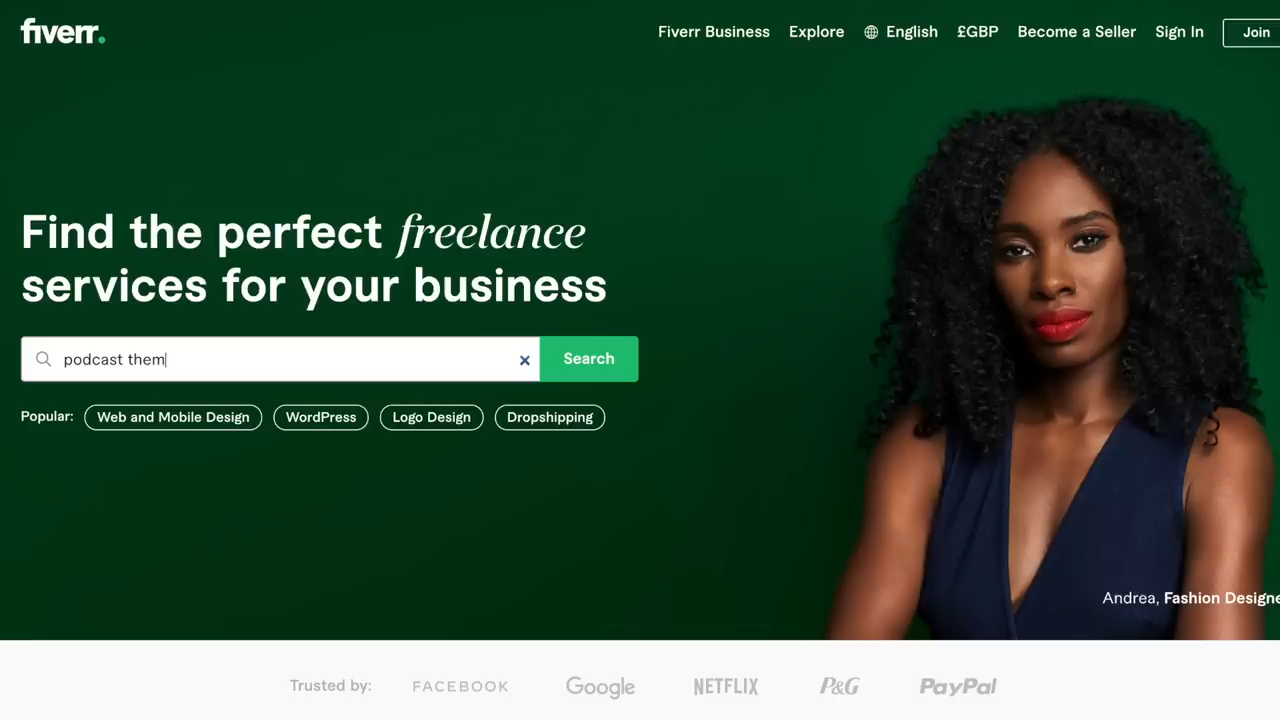 fiverr.
Fiverr Business Explore English £GBP Become a Seller Sign In Join
Find the perfect freelance
services for your business
podcast them
Search
Popular: Web and Mobile Design WordPress Logo Design Dropshipping
Andrea, Fashion Designe
Trusted by: FACEBOOK Google NETFLIX P&G PayPal